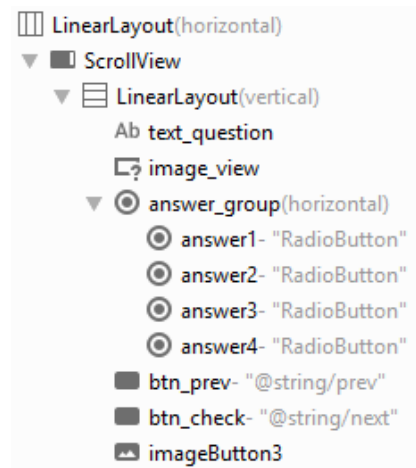 LinearLayout(horizontal)
ScrollView
LinearLayout(vertical)
Ab text_question
image_view
answer_group(horizontal)
answer1- "RadioButton"
answer2- "RadioButton"
answer3- "RadioButton"
answer4- "RadioButton"
btn_prev- "@string/prev"
btn_check- "@string/next"
imageButton3